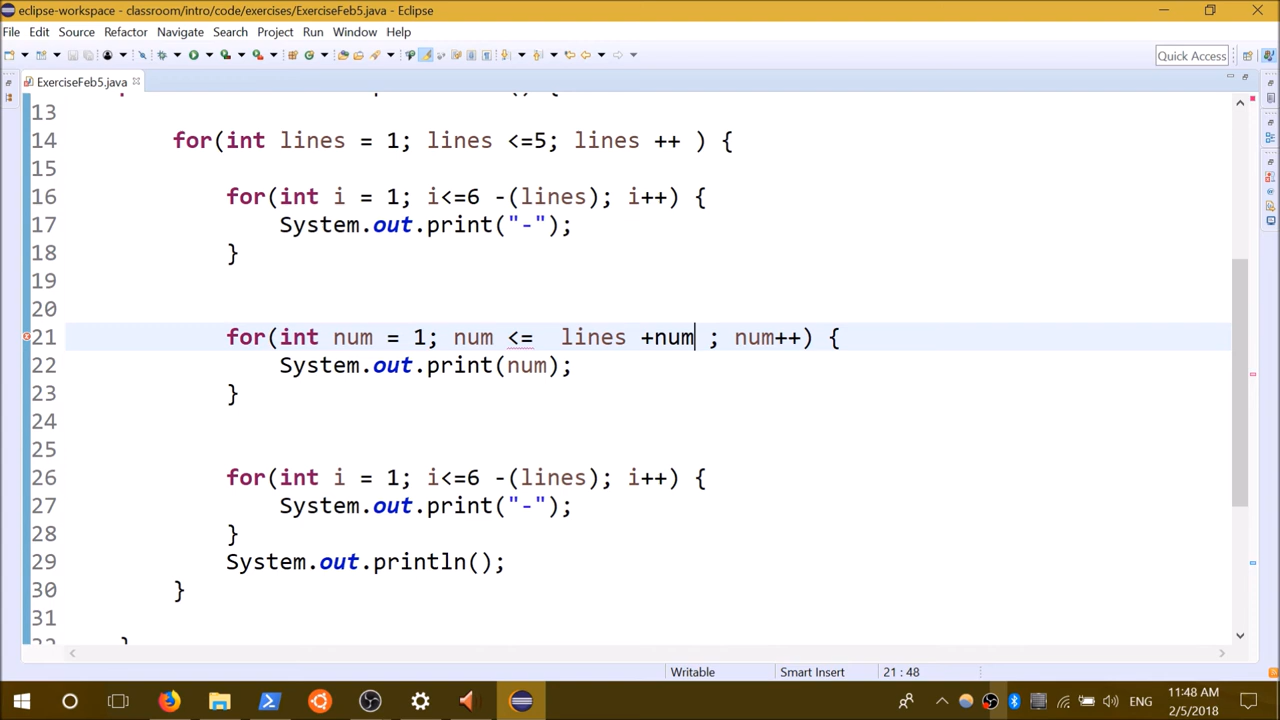 eclipse-workspace - classroom/intro/code/exercises/ExerciseFeb5.java - Eclipse
File Edit Source Refactor Navigate Search Project Run Window Help
Quick Access
ExerciseFeb5.java
13
14 for(int lines = 1; lines <=5; lines ++ ) {
15
16 for(int i = 1; i<=6 -(lines); i++) {
17 System.out.print("-");
18 }
19
20
21 for(int num = 1; num <=  lines +num ; num++) {
22 System.out.print(num);
23 }
24
25
26 for(int i = 1; i<=6 -(lines); i++) {
27 System.out.print("-");
28 }
29 System.out.println();
30 }
31
Writable Smart Insert 21 : 48
ENG 11:48 AM
2/5/2018